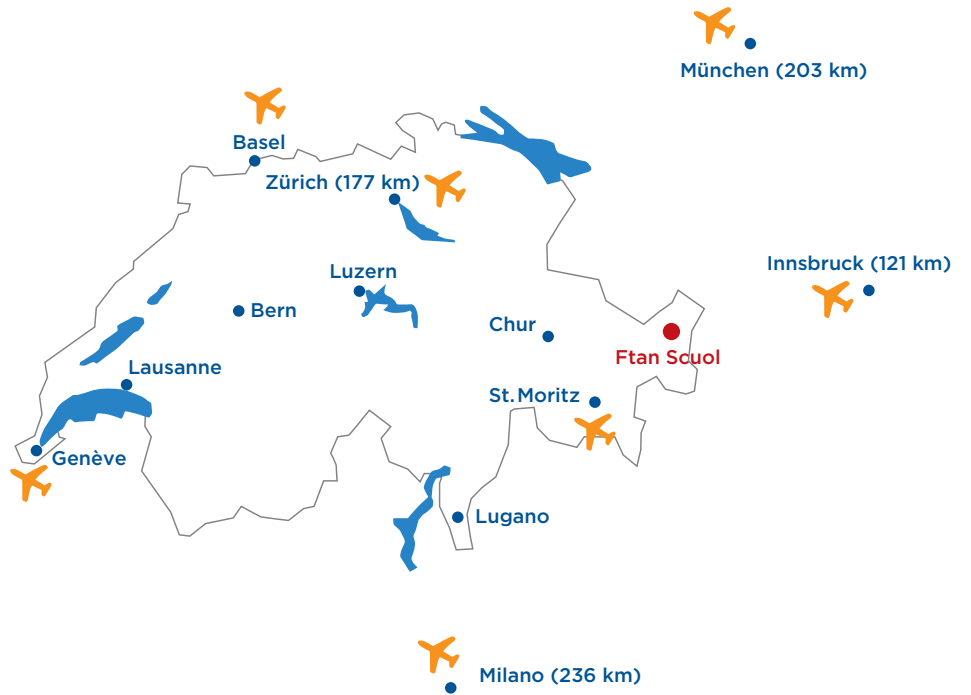 München (203 km)
Basel
Zürich (177 km)
Innsbruck (121 km)
Luzern
Bern
Chur
Ftan Scuol
Lausanne
St. Moritz
Genève
Lugano
Milano (236 km)